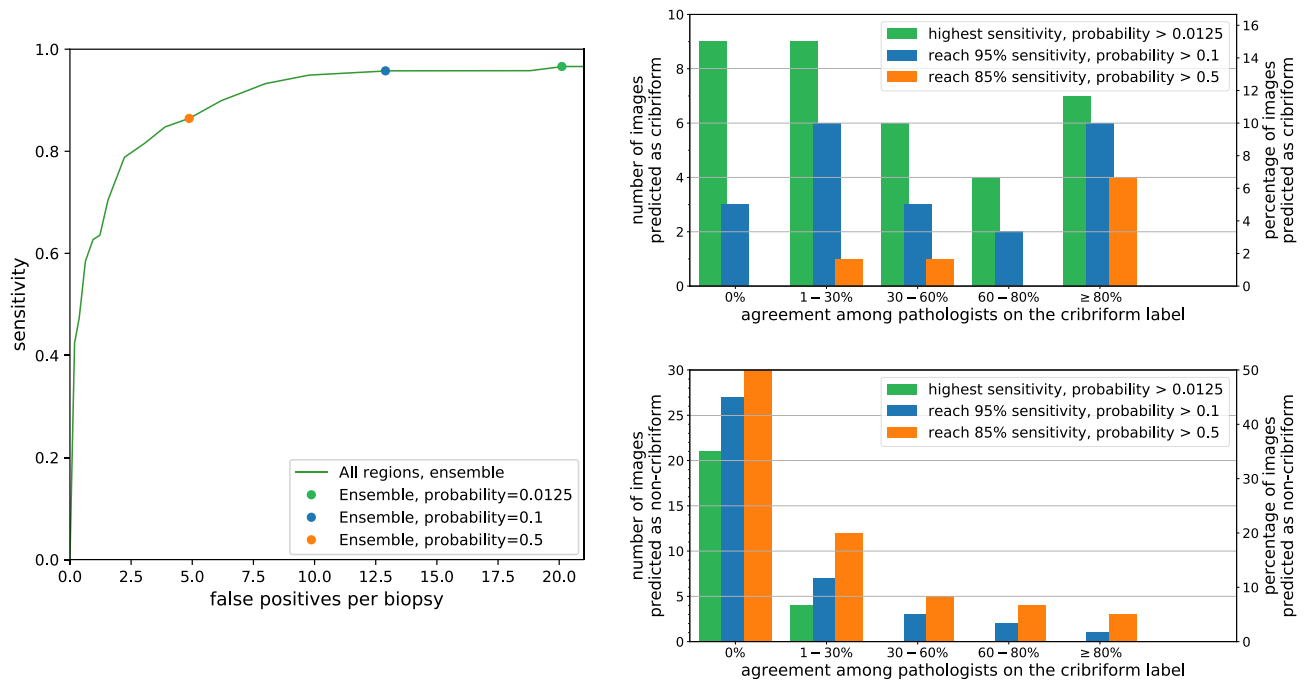 1.0
0.8
0.6
0.4
0.2
0.0
sensitivity
0.0 2.5 5.0 7.5 10.0 12.5 15.0 17.5 20.0
false positives per biopsy
All regions, ensemble
Ensemble, probability=0.0125
Ensemble, probability=0.1
Ensemble, probability=0.5
10
8
6
4
2
0
number of images
predicted as cribriform
highest sensitivity, probability > 0.0125
reach 95% sensitivity, probability > 0.1
reach 85% sensitivity, probability > 0.5
16
14
12
10
8
6
4
2
0
percentage of images
predicted as cribriform
0% 1 − 30% 30 − 60% 60 − 80% ≥ 80%
agreement among pathologists on the cribriform label
30
25
20
15
10
5
0
number of images
predicted as non-cribriform
highest sensitivity, probability > 0.0125
reach 95% sensitivity, probability > 0.1
reach 85% sensitivity, probability > 0.5
50
40
30
20
10
0
percentage of images
predicted as non-cribriform
0% 1 − 30% 30 − 60% 60 − 80% ≥ 80%
agreement among pathologists on the cribriform label